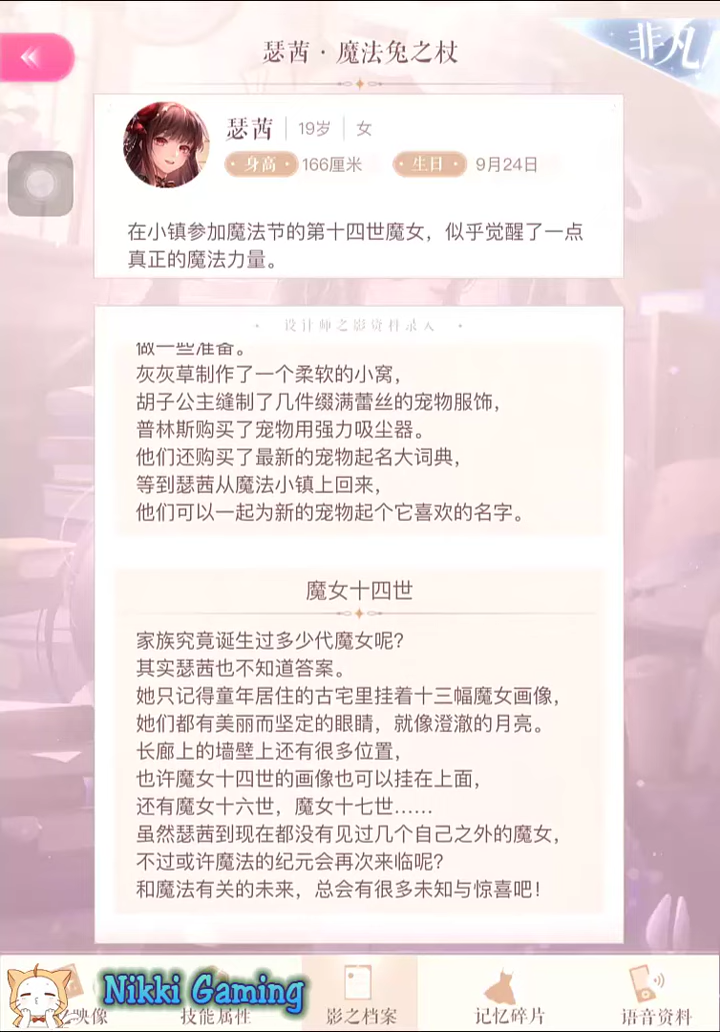 瑟茜·魔法兔之杖
非凡
瑟茜 19岁 女
身高 166厘米 生日 9月24日
在小镇参加魔法节的第十四世魔女，似乎觉醒了一点
真正的魔法力量。
设计师之影资料录入
做一些准备。
灰灰草制作了一个柔软的小窝，
胡子公主缝制了几件缀满蕾丝的宠物服饰，
普林斯购买了宠物用强力吸尘器。
他们还购买了最新的宠物起名大词典，
等到瑟茜从魔法小镇上回来，
他们可以一起为新的宠物起个它喜欢的名字。
魔女十四世
家族究竟诞生过多少代魔女呢？
其实瑟茜也不知道答案。
她只记得童年居住的古宅里挂着十三幅魔女画像，
她们都有美丽而坚定的眼睛，就像澄澈的月亮。
长廊上的墙壁上还有很多位置，
也许魔女十四世的画像也可以挂在上面，
还有魔女十六世，魔女十七世……
虽然瑟茜到现在都没有见过几个自己之外的魔女，
不过或许魔法的纪元会再次来临呢？
和魔法有关的未来，总会有很多未知与惊喜吧！
Nikki Gaming
映像 技能属性 影之档案 记忆碎片 语音资料